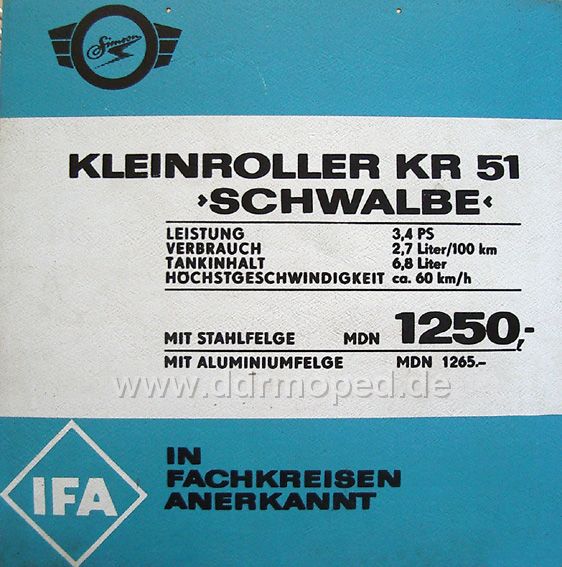 Simson
KLEINROLLER KR 51
›SCHWALBE‹
LEISTUNG 3,4 PS
VERBRAUCH 2,7 Liter/100 km
TANKINHALT 6,8 Liter
HÖCHSTGESCHWINDIGKEIT ca. 60 km/h
MIT STAHLFELGE MDN 1250,-
MIT ALUMINIUMFELGE MDN 1265.–
www.ddrmoped.de
IFA
IN
FACHKREISEN
ANERKANNT